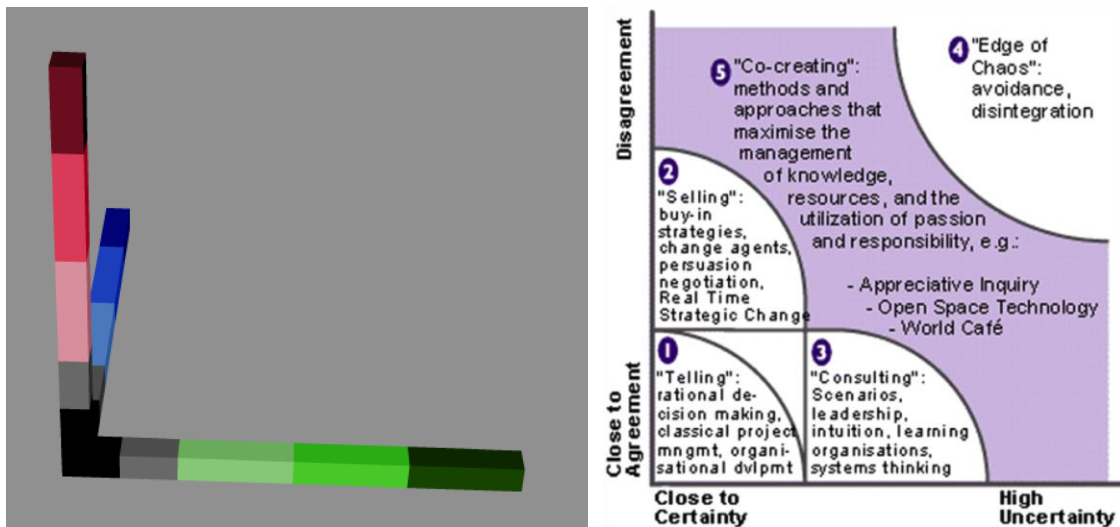 Disagreement
Close to
Agreement
5 "Co-creating":
methods and
approaches that
maximise the
management
of knowledge,
resources, and the
utilization of passion
and responsibility, e.g.:
- Appreciative Inquiry
- Open Space Technology
- World Café
4 "Edge of
Chaos":
avoidance,
disintegration
2
"Selling":
buy-in
strategies,
change agents,
persuasion
negotiation,
Real Time
Strategic Change
1
"Telling":
rational de-
cision making,
classical project
mngmt, organi-
sational dvlpmt
3
"Consulting":
Scenarios,
leadership,
intuition, learning
organisations,
systems thinking
Close to
Certainty
High
Uncertainty